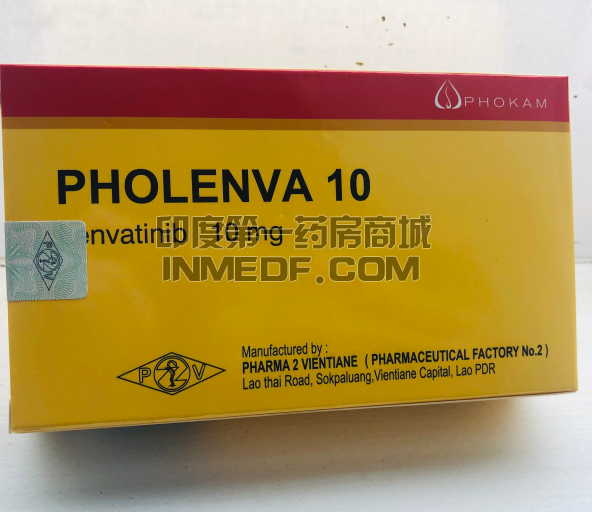 PHOKAM
PHOLENVA 10
envatinib 10 mg
印度第一药房商城
INMEDF.COM
P V
Manufactured by :
PHARMA 2 VIENTIANE ( PHARMACEUTICAL FACTORY No.2 )
Lao thai Road, Sokpaluang,Vientiane Capital, Lao PDR